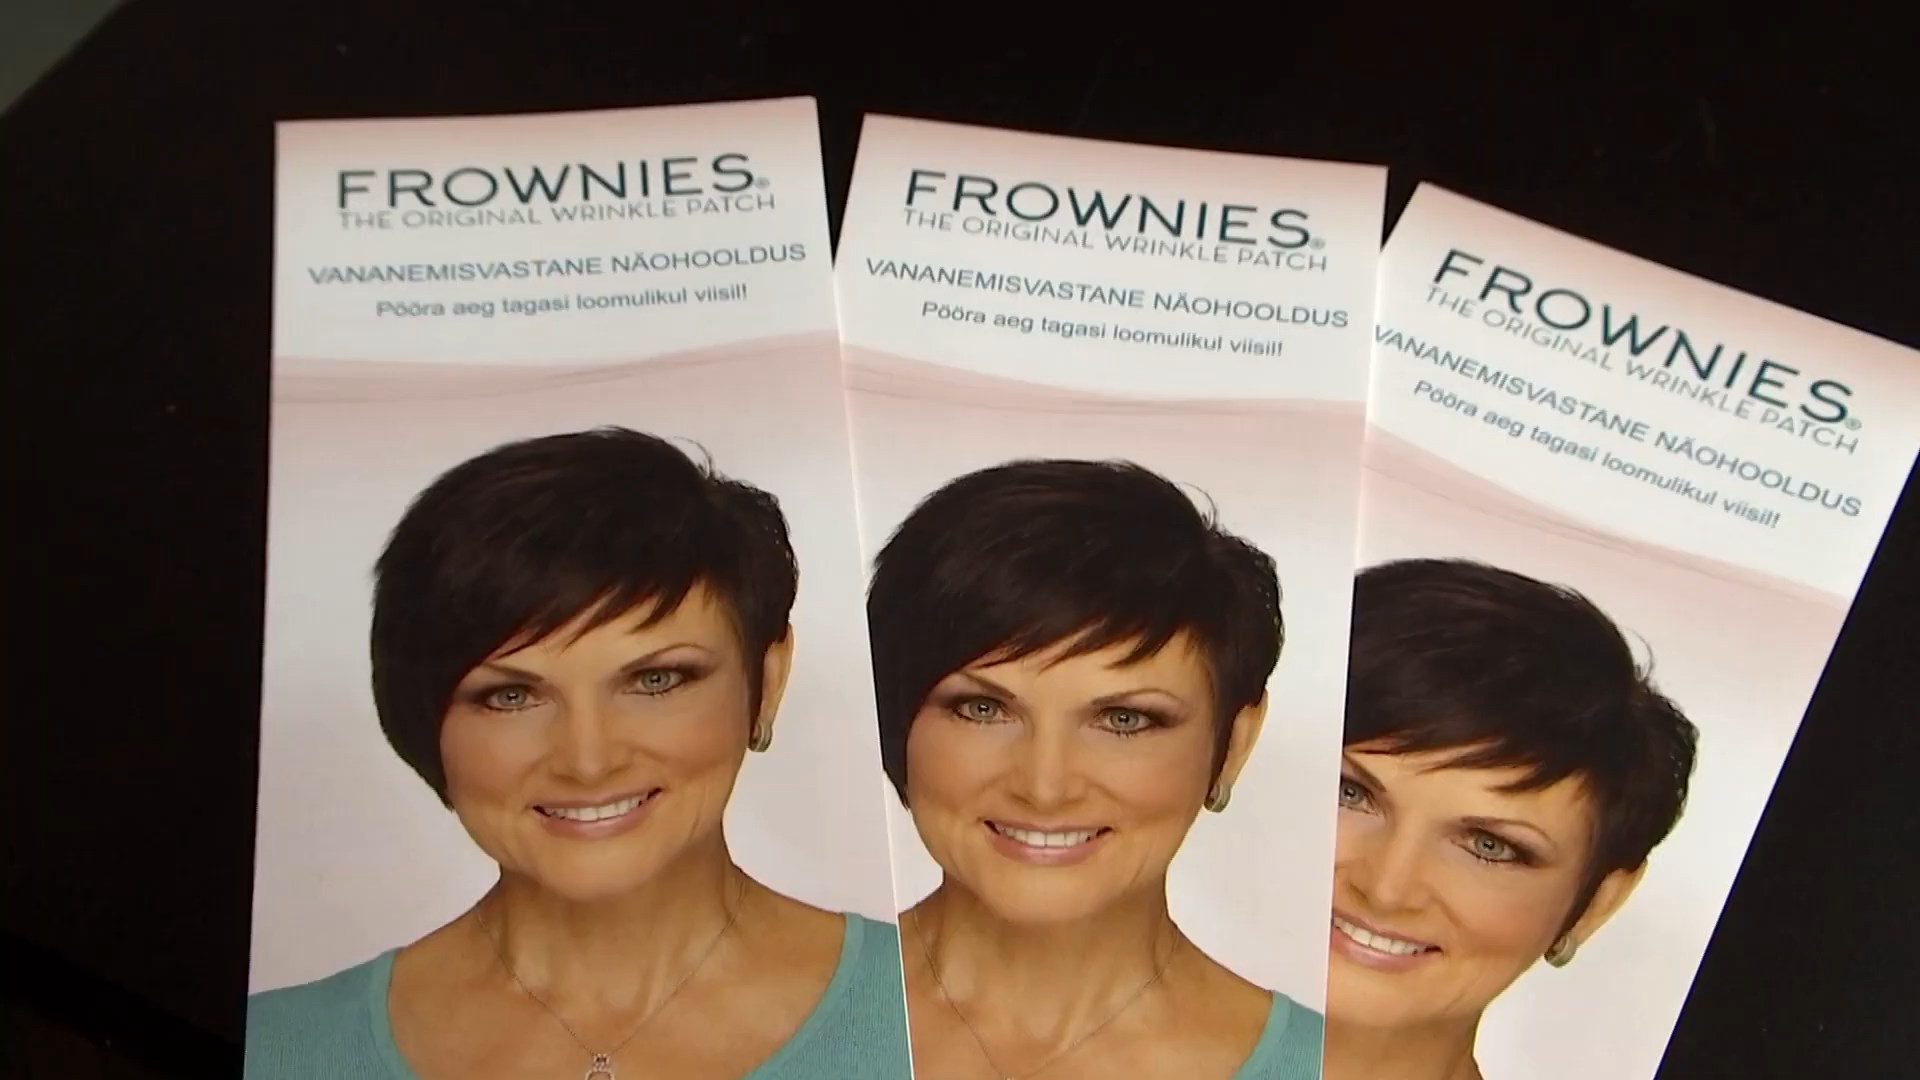 FROWNIES®
THE ORIGINAL WRINKLE PATCH
VANANEMISVASTANE NÄOHOOLDUS
Pööra aeg tagasi loomulikul viisil!
FROWNIES®
THE ORIGINAL WRINKLE PATCH
VANANEMISVASTANE NÄOHOOLDUS
Pööra aeg tagasi loomulikul viisil!
FROWNIES®
THE ORIGINAL WRINKLE PATCH
VANANEMISVASTANE NÄOHOOLDUS
Pööra aeg tagasi loomulikul viisil!